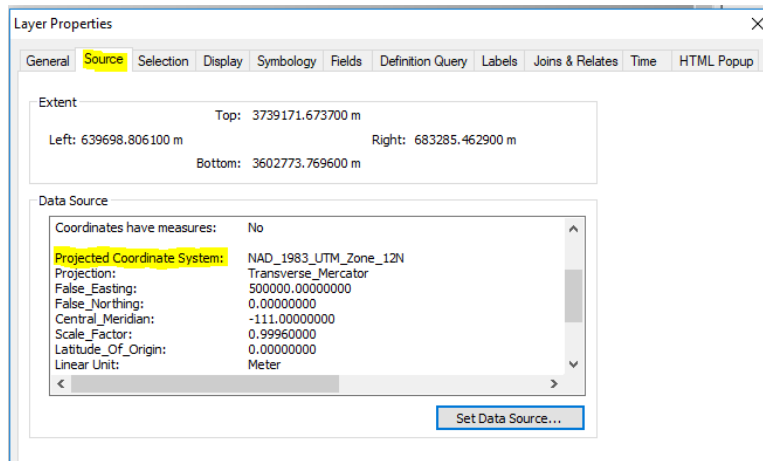 Layer Properties
General Source Selection Display Symbology Fields Definition Query Labels Joins & Relates Time HTML Popup
Extent
Top: 3739171.673700 m
Left: 639698.806100 m Right: 683285.462900 m
Bottom: 3602773.769600 m
Data Source
Coordinates have measures: No
Projected Coordinate System: NAD_1983_UTM_Zone_12N
Projection: Transverse_Mercator
False_Easting: 500000.00000000
False_Northing: 0.00000000
Central_Meridian: -111.00000000
Scale_Factor: 0.99960000
Latitude_Of_Origin: 0.00000000
Linear Unit: Meter
Set Data Source...